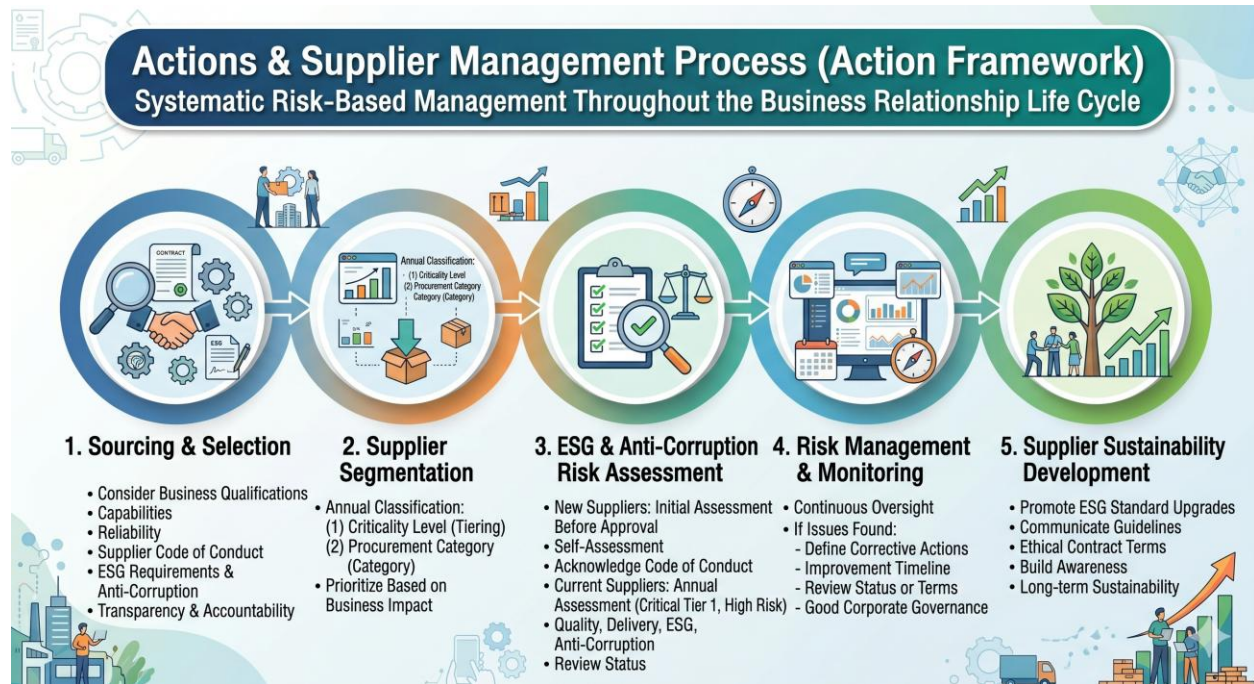 Actions & Supplier Management Process (Action Framework)
Systematic Risk-Based Management Throughout the Business Relationship Life Cycle
CONTRACT
ESG
Annual Classification:
· (1) Criticality Level
(2) Procurement Category
Category (Category)
1. Sourcing & Selection
• Consider Business Qualifications
• Capabilities
• Reliability
• Supplier Code of Conduct
• ESG Requirements &
Anti-Corruption
• Transparency & Accountability
2. Supplier
Segmentation
• Annual Classification:
(1) Criticality Level (Tiering)
(2) Procurement Category
(Category)
• Prioritize Based on
Business Impact
3. ESG & Anti-Corruption
Risk Assessment
• New Suppliers: Initial Assessment
Before Approval
• Self-Assessment
• Acknowledge Code of Conduct
• Current Suppliers: Annual
Assessment (Critical Tier 1, High Risk)
• Quality, Delivery, ESG,
Anti-Corruption
• Review Status
4. Risk Management
& Monitoring
• Continuous Oversight
• If Issues Found:
- Define Corrective Actions
- Improvement Timeline
- Review Status or Terms
- Good Corporate Governance
5. Supplier Sustainability
Development
• Promote ESG Standard Upgrades
• Communicate Guidelines
• Ethical Contract Terms
• Build Awareness
• Long-term Sustainability